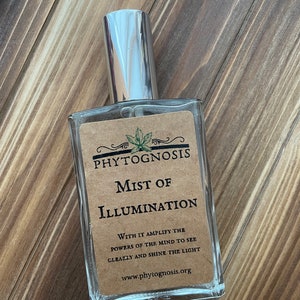 PHYTOGNOSIS
MIST OF
ILLUMINATION
WITH IT AMPLIFY THE
POWERS OF THE MIND TO SEE
CLEARLY AND SHINE THE LIGHT
www.phytognosis.org